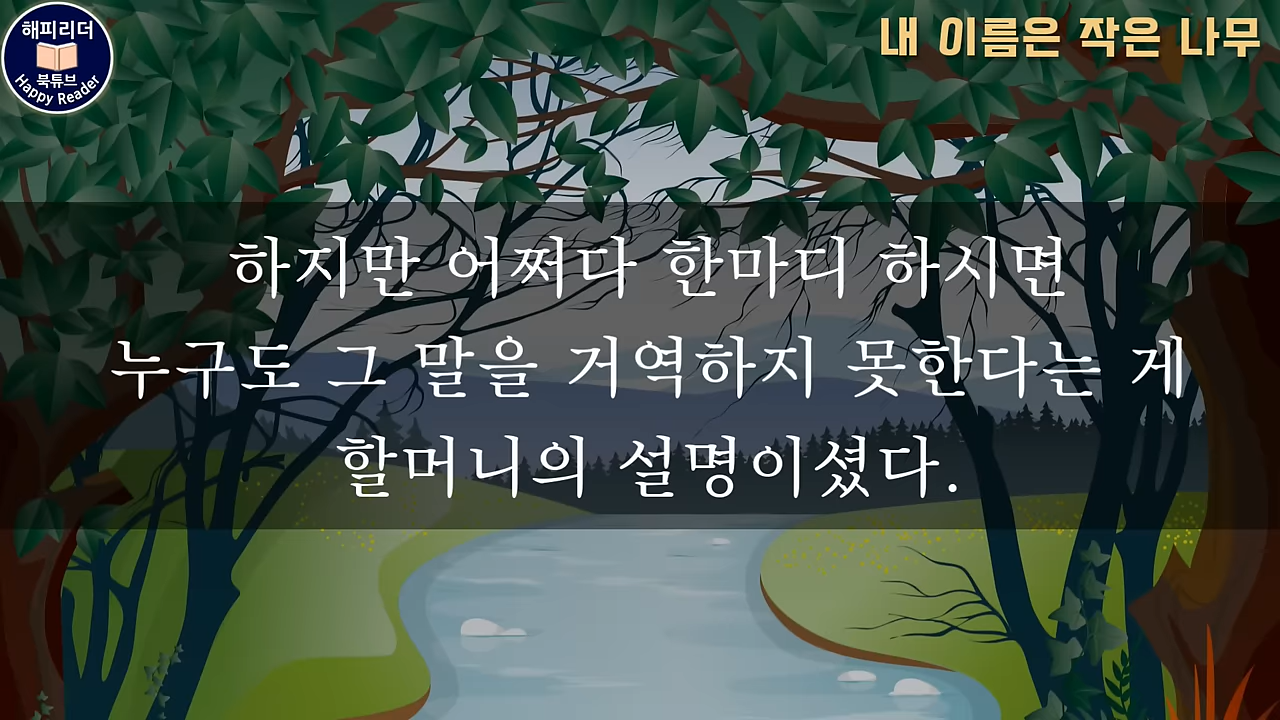 해피리더
북튜브
Happy Reader
내 이름은 작은 나무
하지만 어쩌다 한마디 하시면
누구도 그 말을 거역하지 못한다는 게
할머니의 설명이셨다.